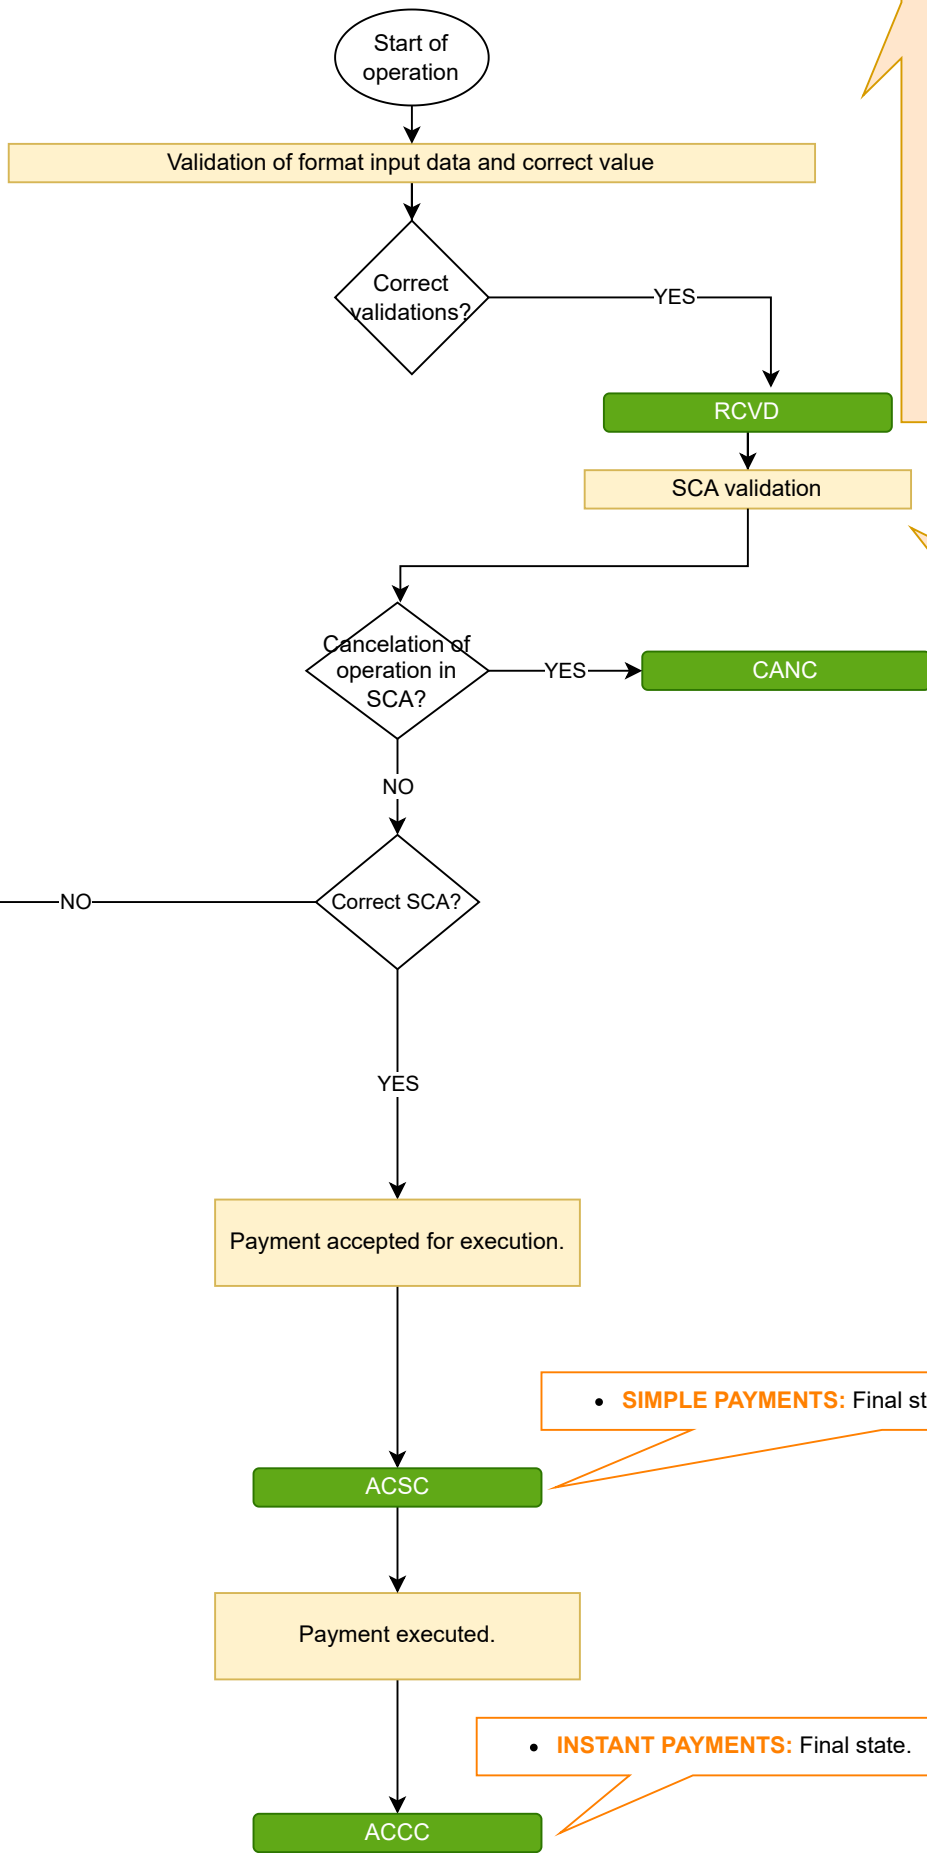 Start of
operation
Validation of format input data and correct value
Correct
validations?
YES
RCVD
SCA validation
Cancelation of
operation in
SCA?
YES
CANC
NO
Correct SCA?
NO
YES
Payment accepted for execution.
SIMPLE PAYMENTS: Final st
ACSC
Payment executed.
INSTANT PAYMENTS: Final state.
ACCC